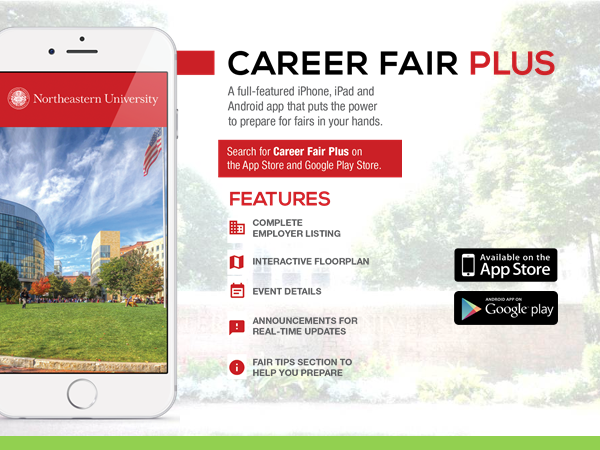 Northeastern University
CAREER FAIR PLUS
A full-featured iPhone, iPad and
Android app that puts the power
to prepare for fairs in your hands.
Search for Career Fair Plus on
the App Store and Google Play Store.
FEATURES
COMPLETE
EMPLOYER LISTING
INTERACTIVE FLOORPLAN
EVENT DETAILS
ANNOUNCEMENTS FOR
REAL-TIME UPDATES
FAIR TIPS SECTION TO
HELP YOU PREPARE
Available on the
App Store
ANDROID APP ON
Google play